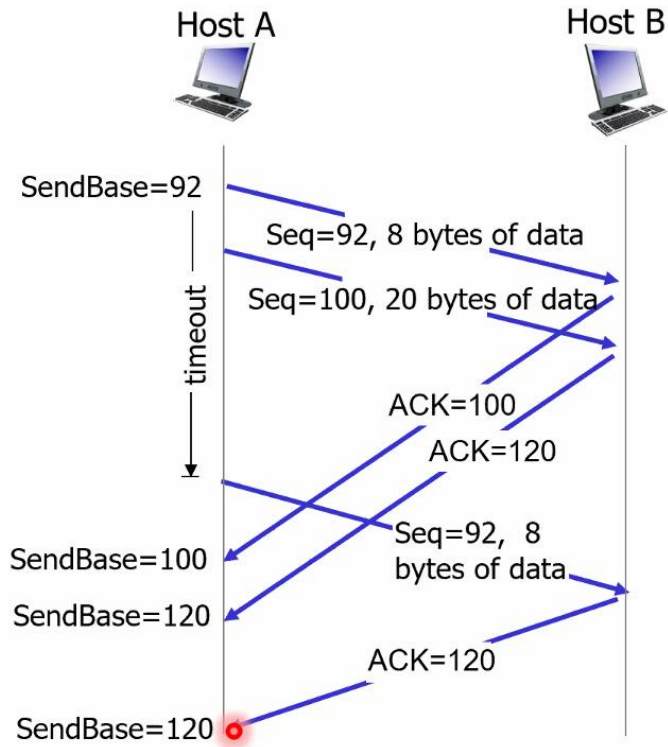 Host A
Host B
SendBase=92
Seq=92, 8 bytes of data
Seq=100, 20 bytes of data
timeout
ACK=100
ACK=120
Seq=92, 8
bytes of data
SendBase=100
SendBase=120
ACK=120
SendBase=120